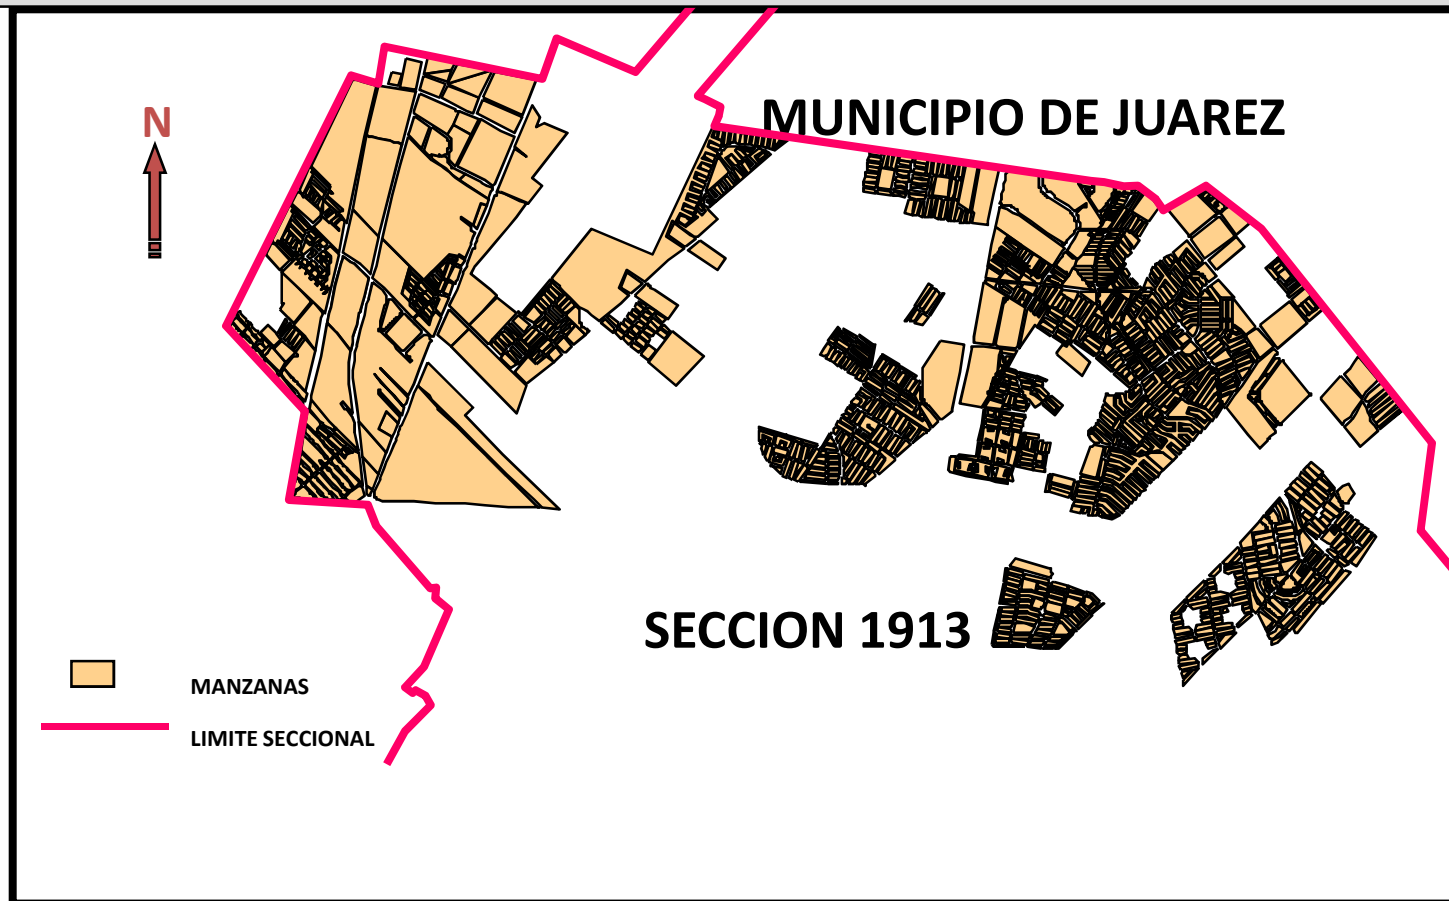 N
MUNICIPIO DE JUAREZ
SECCION 1913
MANZANAS
LIMITE SECCIONAL